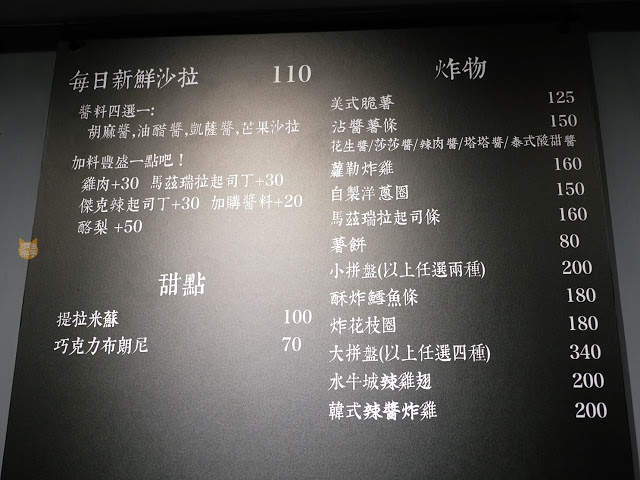 每日新鮮沙拉 110
醬料四選一:
胡麻醬,油醋醬,凱薩醬,芒果沙拉
加料豐盛一點吧!
雞肉+30 馬茲瑞拉起司丁+30
傑克辣起司丁+30 加購醬料+20
酪梨 +50
甜點
提拉米蘇 100
巧克力布朗尼 70
炸物
美式脆薯 125
沾醬薯條 150
花生醬/莎莎醬/辣肉醬/塔塔醬/泰式酸甜醬
蘿勒炸雞 160
自製洋蔥圈 150
馬茲瑞拉起司條 160
薯餅 80
小拼盤(以上任選兩種) 200
酥炸鱈魚條 180
炸花枝圈 180
大拼盤(以上任選四種) 340
水牛城辣雞翅 200
韓式辣醬炸雞 200